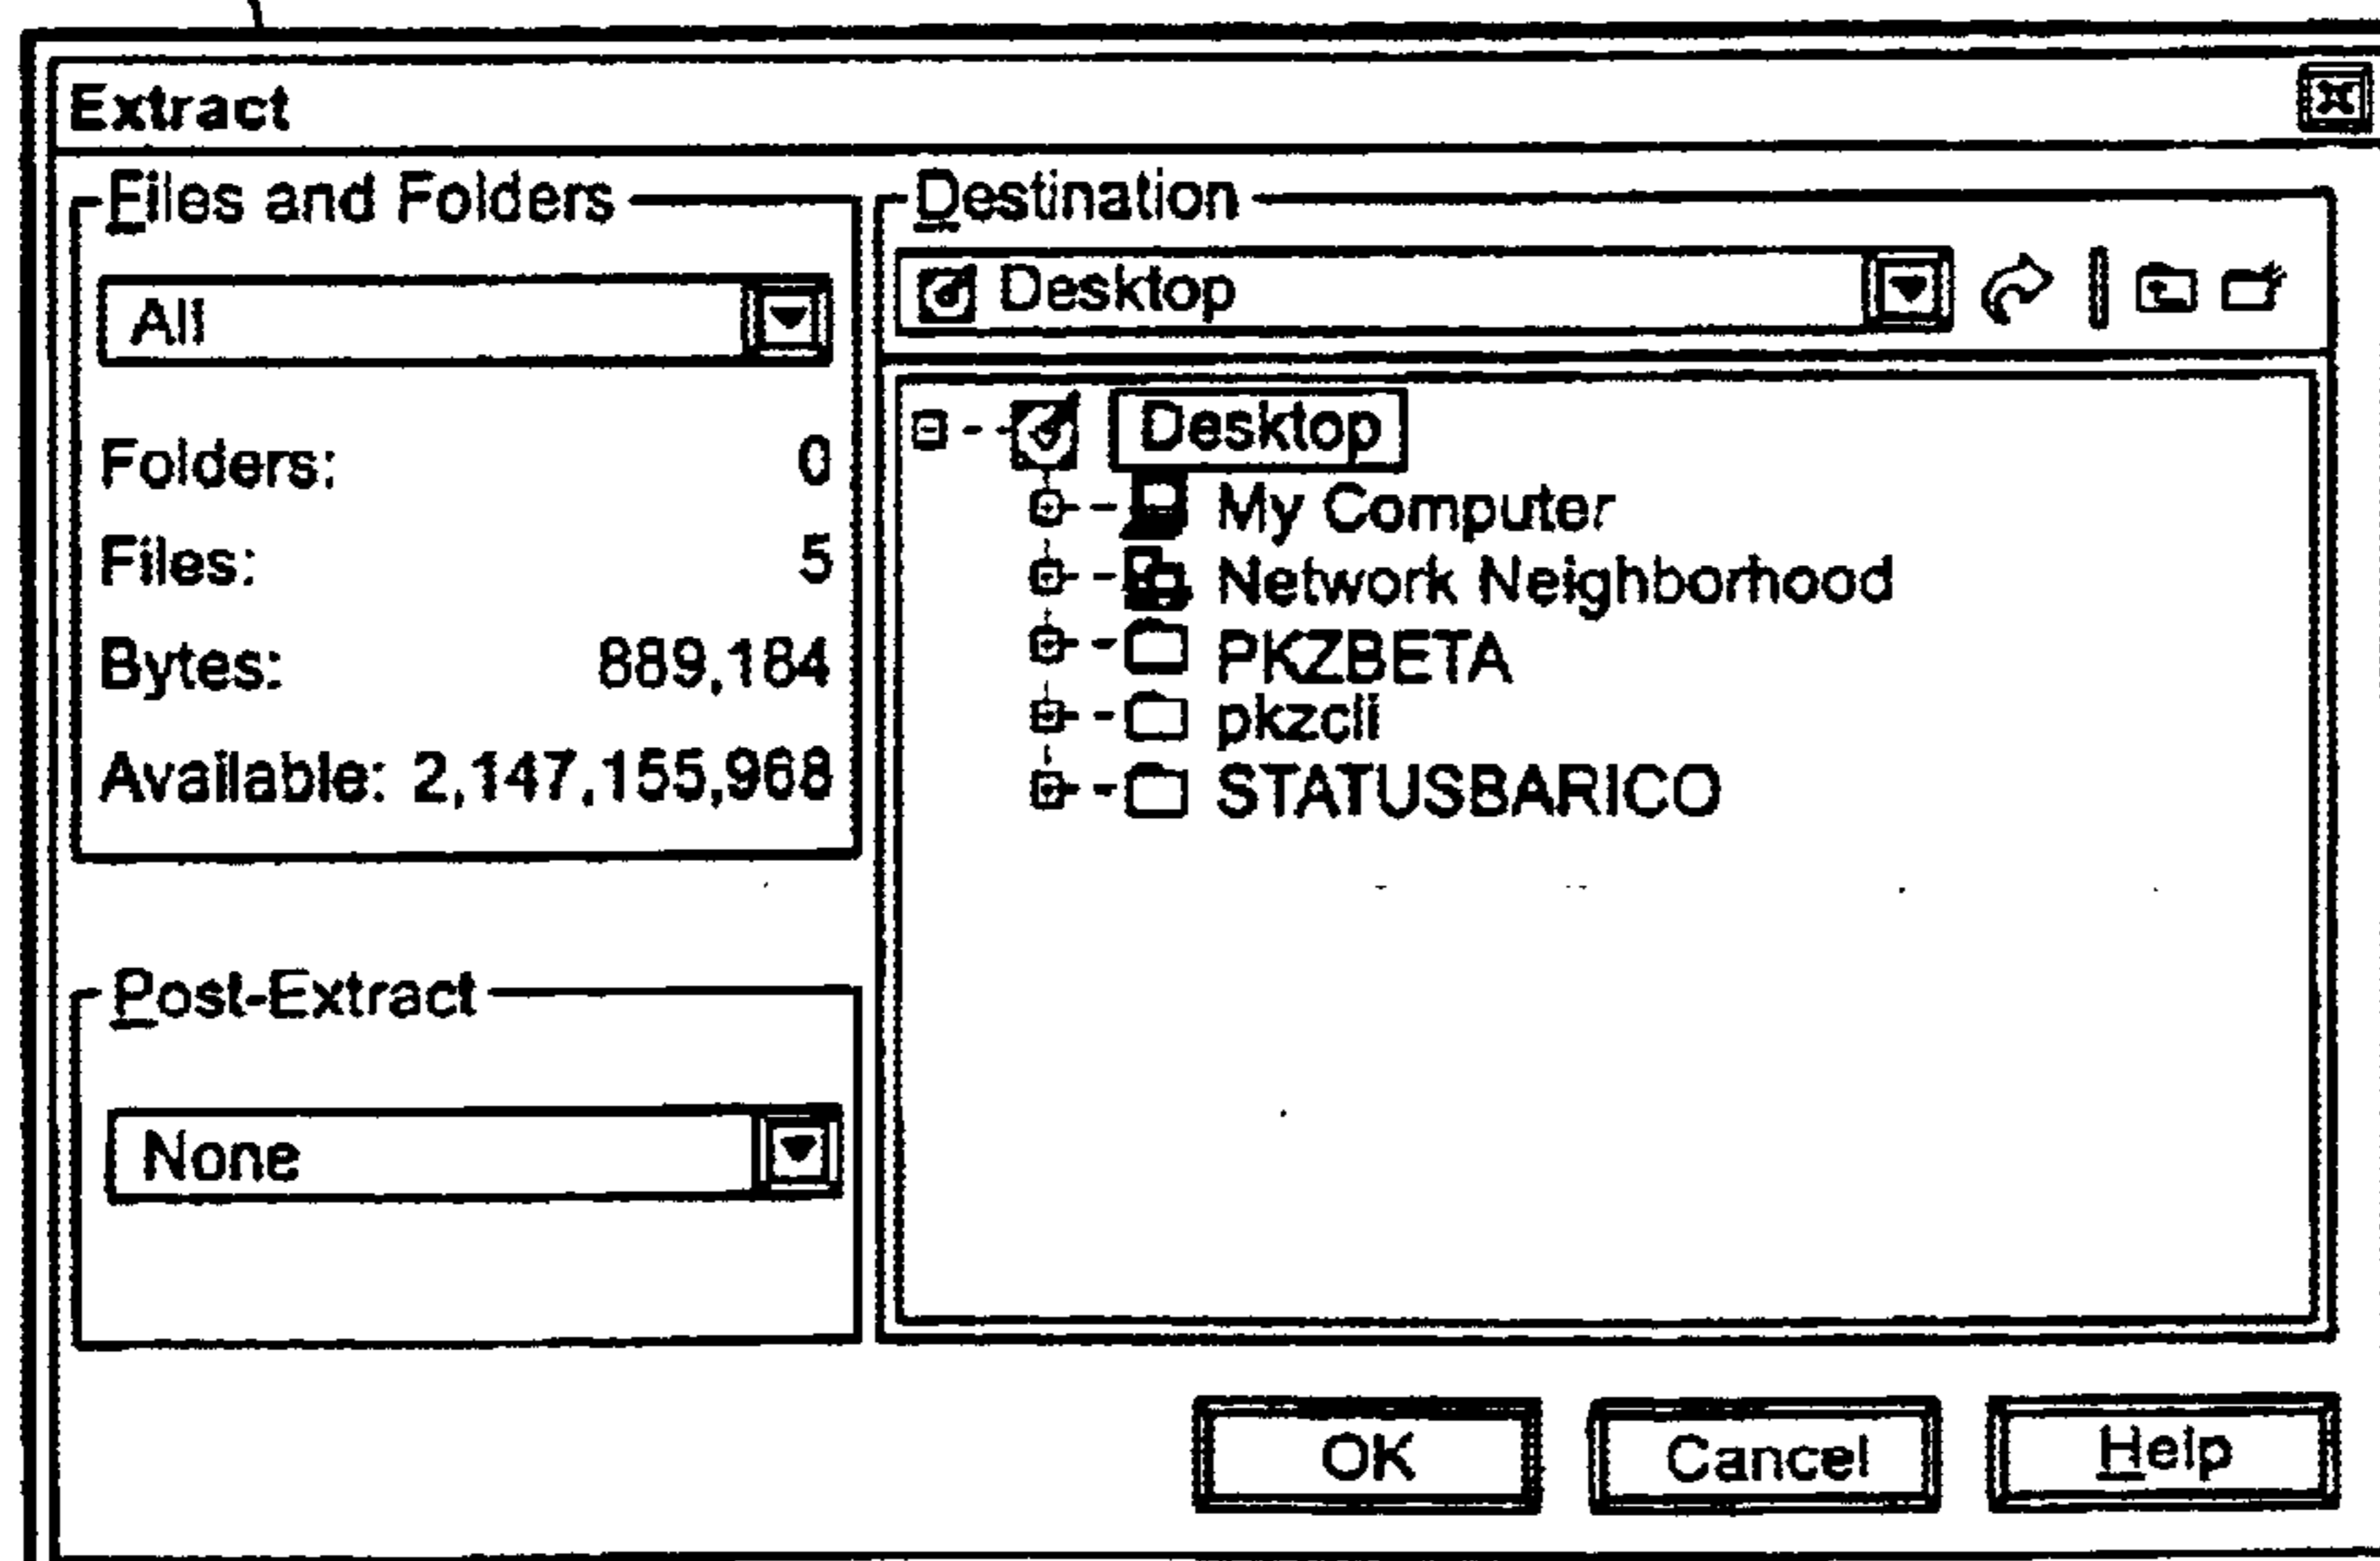 Extract
Files and Folders
All
Folders: 0
Files: 5
Bytes: 889,184
Available: 2,147,155,968
Post-Extract
None
Destination
Desktop
Desktop
My Computer
Network Neighborhood
PKZBETA
pkzcli
STATUSBARICO
OK
Cancel
Help